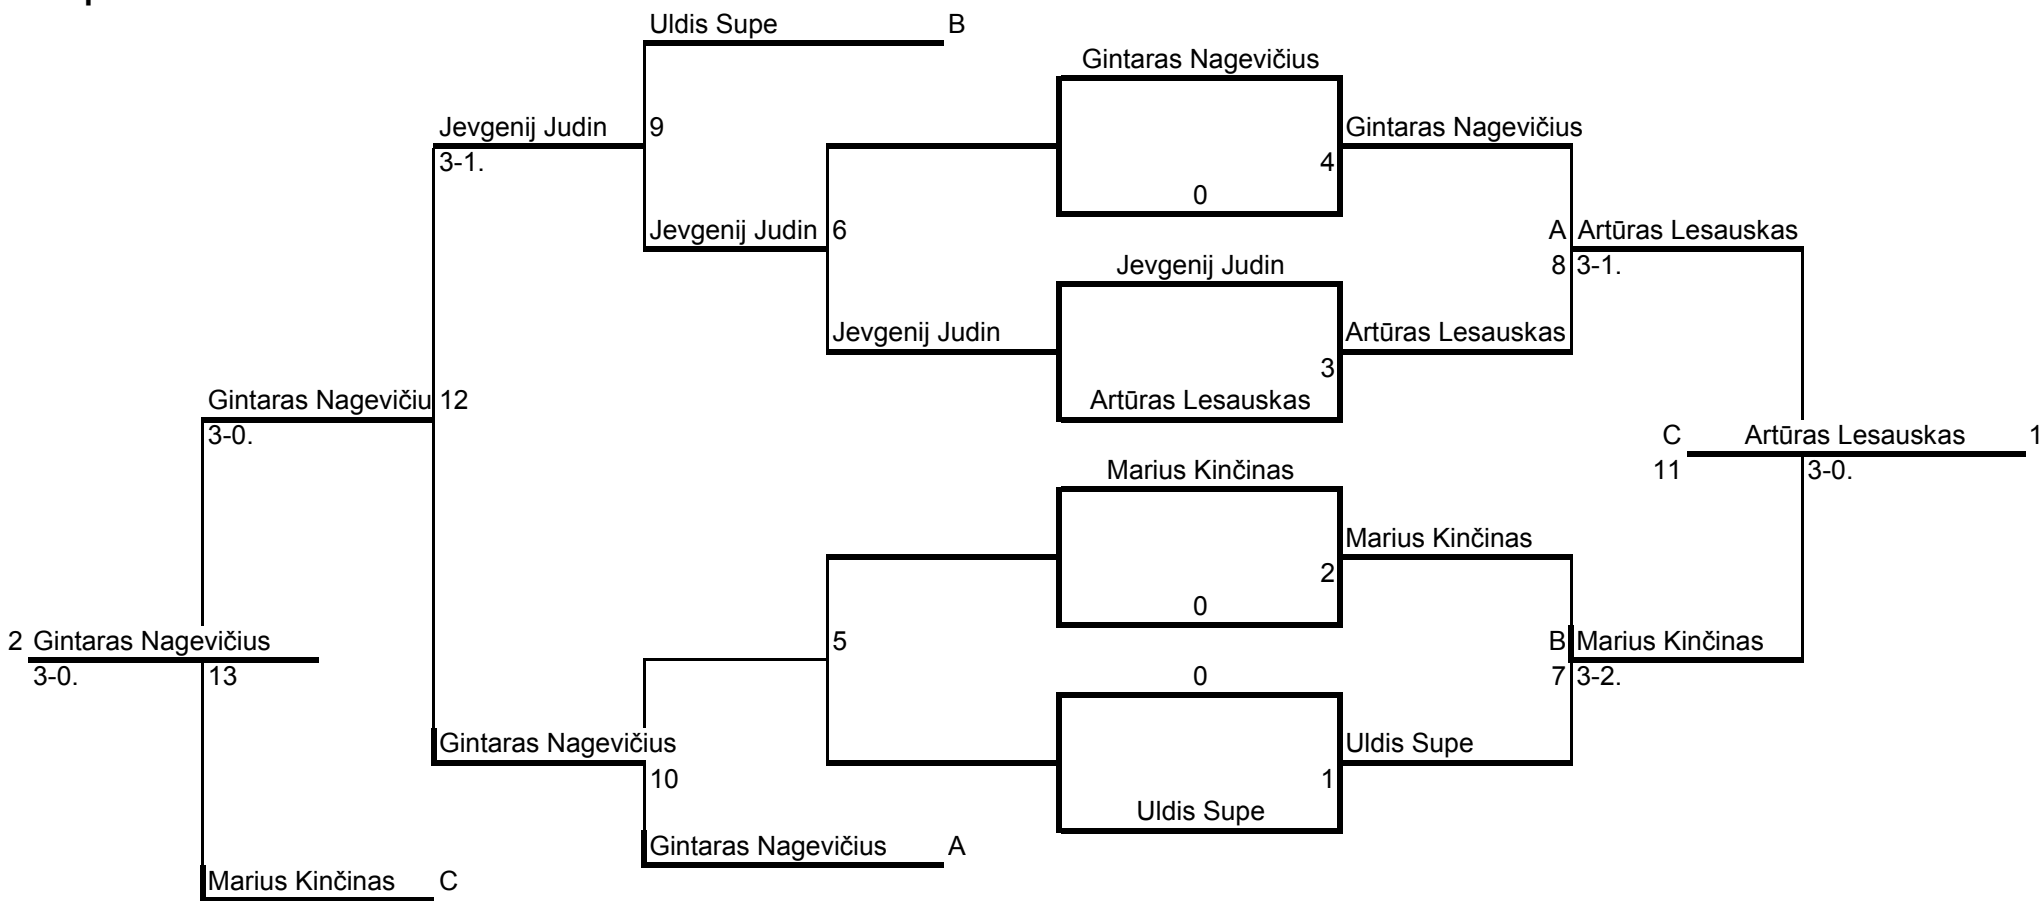 Uldis Supe B
Gintaras Nagevičius
Jevgenij Judin 9 Gintaras Nagevičius
3-1. 4
0
Jevgenij Judin 6 A Artūras Lesauskas
Jevgenij Judin 8 3-1.
Jevgenij Judin Artūras Lesauskas
3
Gintaras Nagevičiu 12 Artūras Lesauskas
3-0. C Artūras Lesauskas 1
Marius Kinčinas 11 3-0.
Marius Kinčinas
2
0
2 Gintaras Nagevičius 5 B Marius Kinčinas
3-0. 13 0 7 3-2.
Gintaras Nagevičius Uldis Supe
10 1
Uldis Supe
Gintaras Nagevičius A
Marius Kinčinas C